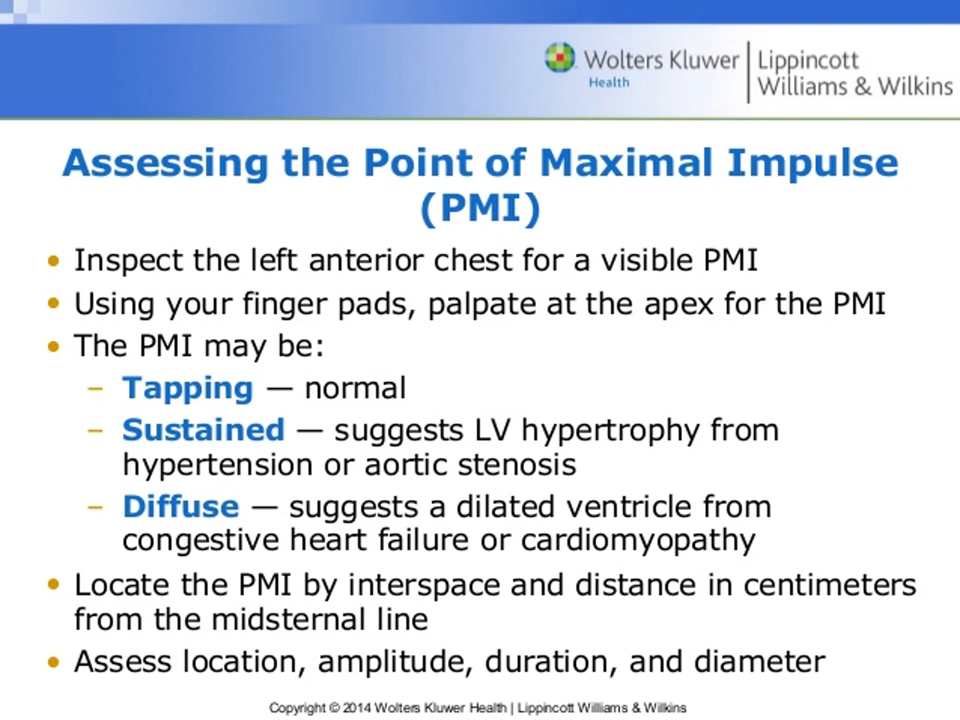 Wolters Kluwer
Health
Lippincott
Williams & Wilkins
Assessing the Point of Maximal Impulse
(PMI)
• Inspect the left anterior chest for a visible PMI
• Using your finger pads, palpate at the apex for the PMI
• The PMI may be:
– Tapping — normal
– Sustained — suggests LV hypertrophy from
hypertension or aortic stenosis
– Diffuse — suggests a dilated ventricle from
congestive heart failure or cardiomyopathy
• Locate the PMI by interspace and distance in centimeters
from the midsternal line
• Assess location, amplitude, duration, and diameter
Copyright © 2014 Wolters Kluwer Health | Lippincott Williams & Wilkins